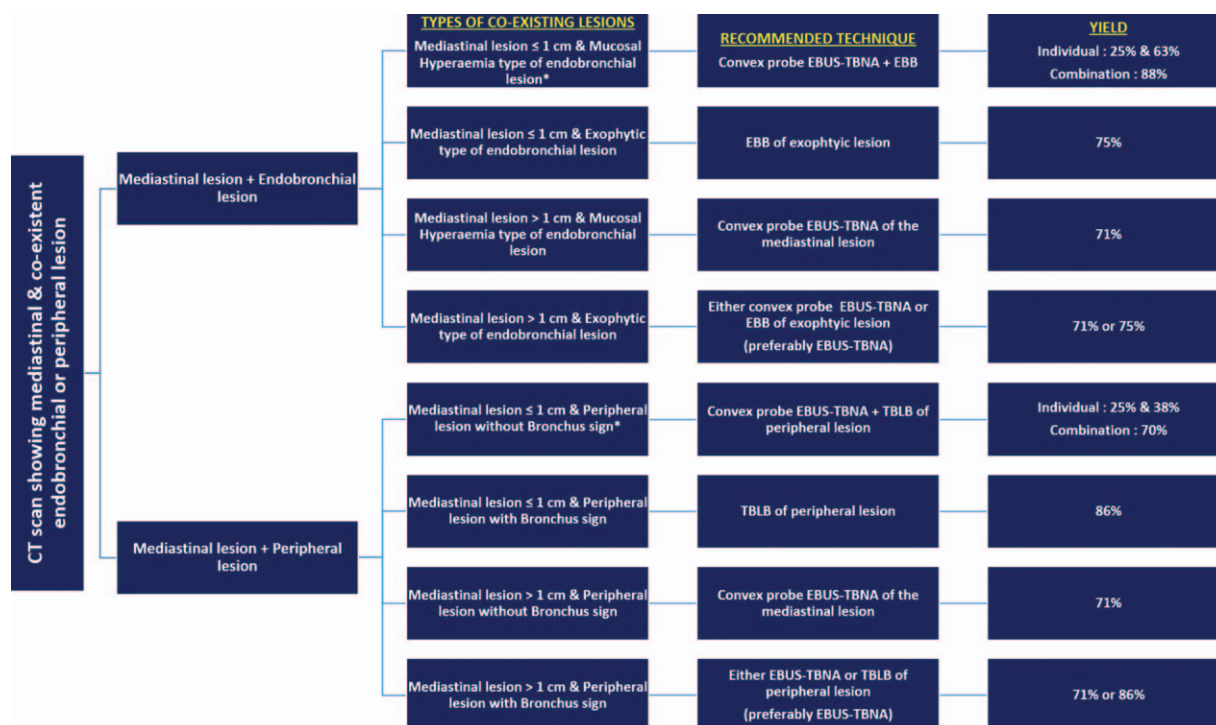 CT scan showing mediastinal & co-existent
endobronchial or peripheral lesion
Mediastinal lesion + Endobronchial
lesion
TYPES OF CO-EXISTING LESIONS
Mediastinal lesion ≤ 1 cm & Mucosal
Hyperaemia type of endobronchial
lesion*
RECOMMENDED TECHNIQUE
Convex probe EBUS-TBNA + EBB
YIELD
Individual : 25% & 63%
Combination : 88%
Mediastinal lesion ≤ 1 cm & Exophytic
type of endobronchial lesion
EBB of exophtyic lesion
75%
Mediastinal lesion > 1 cm & Mucosal
Hyperaemia type of endobronchial
lesion
Convex probe EBUS-TBNA of the
mediastinal lesion
71%
Mediastinal lesion > 1 cm & Exophytic
type of endobronchial lesion
Either convex probe EBUS-TBNA or
EBB of exophtyic lesion
(preferably EBUS-TBNA)
71% or 75%
Mediastinal lesion + Peripheral
lesion
Mediastinal lesion ≤ 1 cm & Peripheral
lesion without Bronchus sign*
Convex probe EBUS-TBNA + TBLB of
peripheral lesion
Individual : 25% & 38%
Combination : 70%
Mediastinal lesion ≤ 1 cm & Peripheral
lesion with Bronchus sign
TBLB of peripheral lesion
86%
Mediastinal lesion > 1 cm & Peripheral
lesion without Bronchus sign
Convex probe EBUS-TBNA of the
mediastinal lesion
71%
Mediastinal lesion > 1 cm & Peripheral
lesion with Bronchus sign
Either EBUS-TBNA or TBLB of
peripheral lesion
(preferably EBUS-TBNA)
71% or 86%